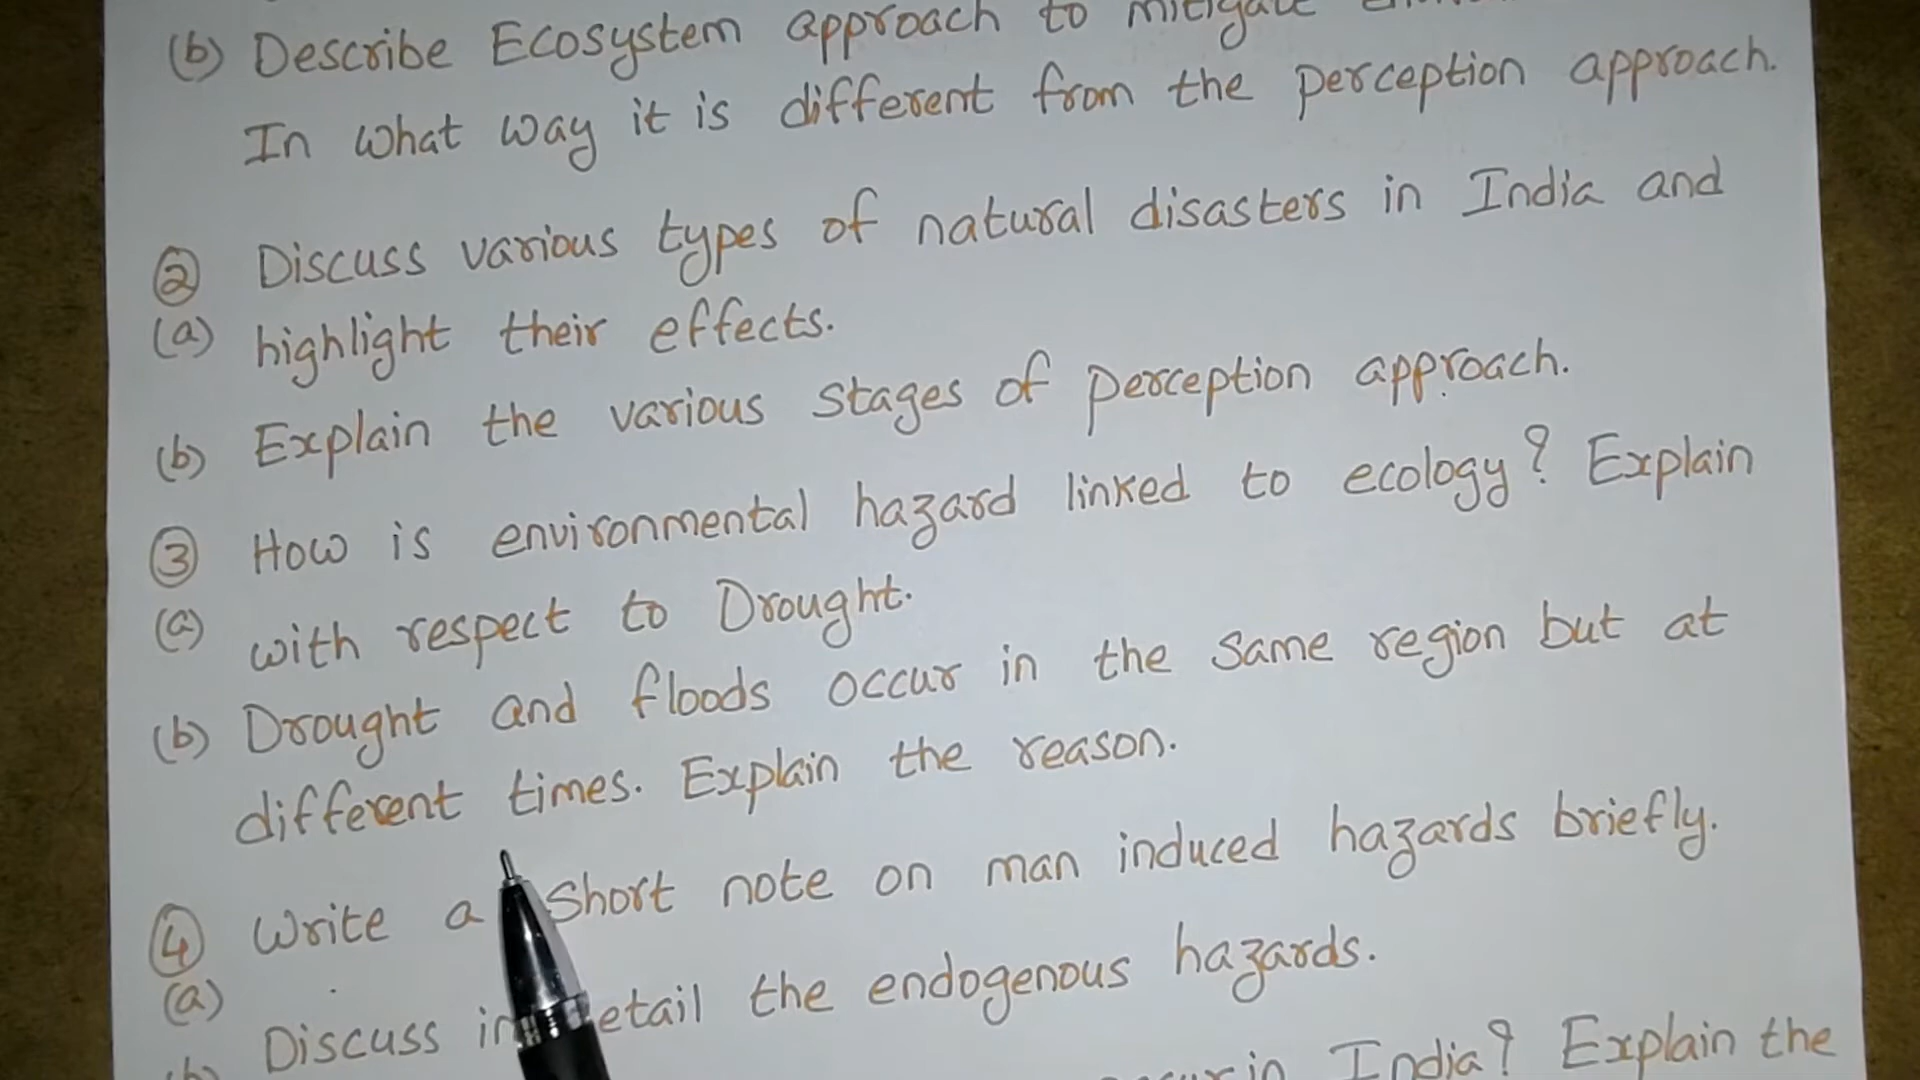 (b) Describe Ecosystem approach to mitigate
In what way it is different from the perception approach.
② Discuss various types of natural disasters in India and
(a) highlight their effects.
(b) Explain the various stages of perception approach.
③ How is environmental hazard linked to ecology? Explain
(a) with respect to Drought.
(b) Drought and floods occur in the same region but at
different times. Explain the reason.
④ Write a short note on man induced hazards briefly.
(a)
(b) Discuss in detail the endogenous hazards.
in India? Explain the